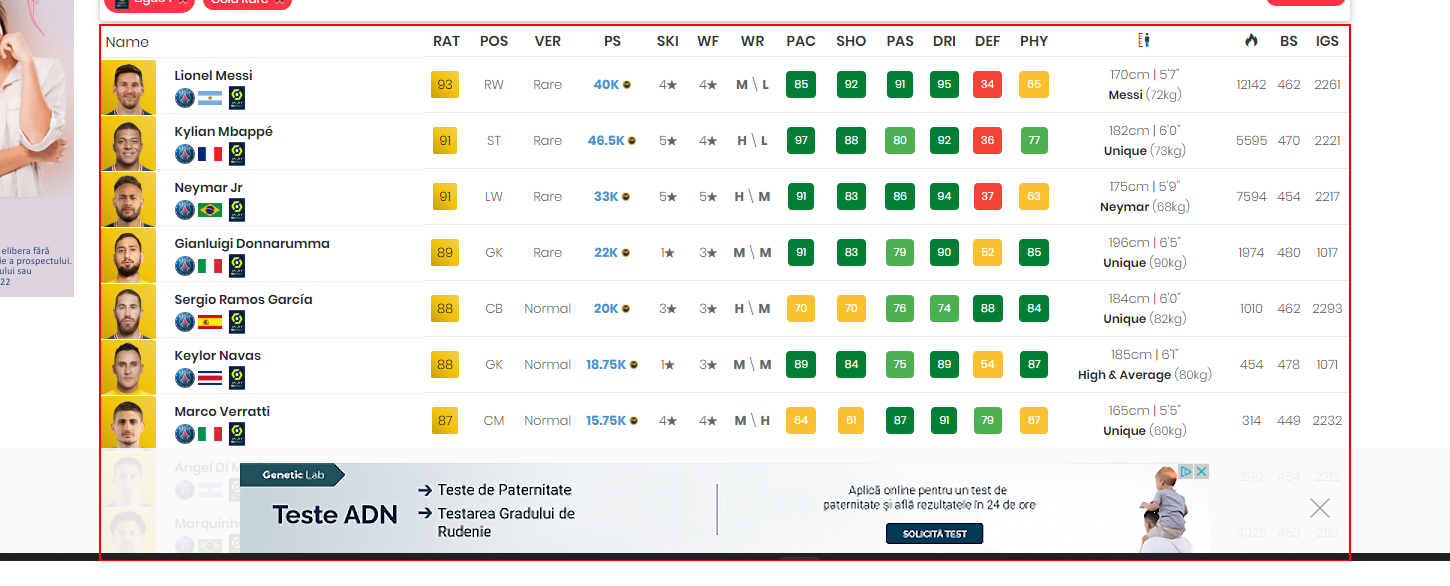 Ligue 1
Gold Rare
Name RAT POS VER PS SKI WF WR PAC SHO PAS DRI DEF PHY BS IGS
Lionel Messi 93 RW Rare 40K 4★ 4★ M \ L 85 92 91 95 34 65 170cm | 5'7" Messi (72kg) 12142 462 2261
Kylian Mbappé 91 ST Rare 46.5K 5★ 4★ H \ L 97 88 80 92 36 77 182cm | 6'0" Unique (73kg) 5595 470 2221
Neymar Jr 91 LW Rare 33K 5★ 5★ H \ M 91 83 86 94 37 63 175cm | 5'9" Neymar (68kg) 7594 454 2217
Gianluigi Donnarumma 89 GK Rare 22K 1★ 3★ M \ M 91 83 79 90 52 85 196cm | 6'5" Unique (90kg) 1974 480 1017
Sergio Ramos García 88 CB Normal 20K 3★ 3★ H \ M 70 70 76 74 88 84 184cm | 6'0" Unique (82kg) 1010 462 2293
Keylor Navas 88 GK Normal 18.75K 1★ 3★ M \ M 89 84 75 89 54 87 185cm | 6'1" High & Average (80kg) 454 478 1071
Marco Verratti 87 CM Normal 15.75K 4★ 4★ M \ H 64 61 87 91 79 67 165cm | 5'5" Unique (60kg) 314 449 2232
Ángel Di M 290 454 2212
Marquinh 4028 453 2113
elibera fără
ie a prospectului.
ului sau
22
Genetic Lab
Teste ADN
→ Teste de Paternitate
→ Testarea Gradului de
Rudenie
Aplică online pentru un test de
paternitate și află rezultatele în 24 de ore
SOLICITĂ TEST